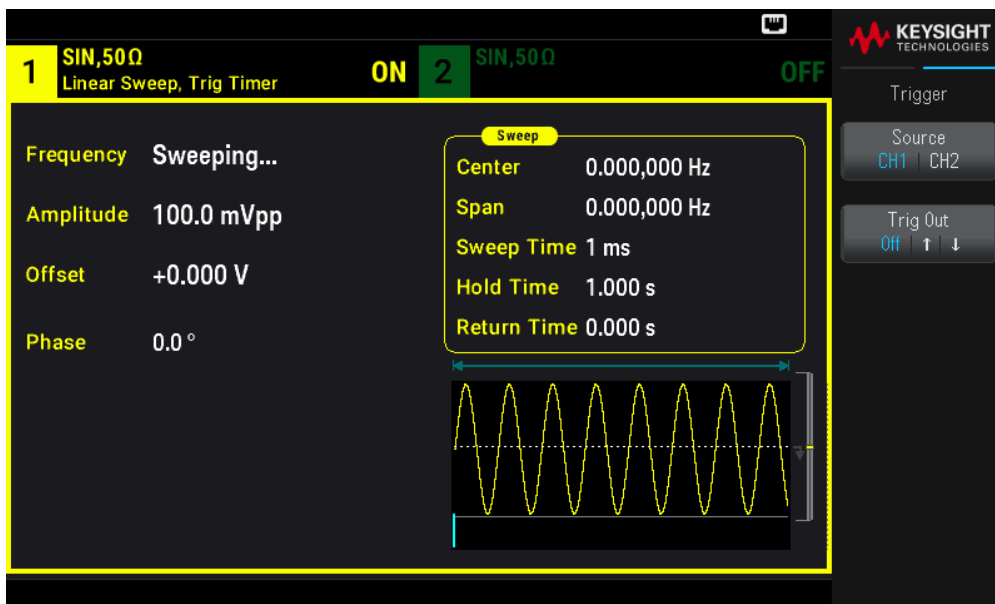 1
SIN,50Ω
Linear Sweep, Trig Timer
ON
2
SIN,50Ω
OFF
KEYSIGHT
TECHNOLOGIES
Trigger
Source
CH1 | CH2
Trig Out
Off | ↑ | ↓
Frequency Sweeping...
Amplitude 100.0 mVpp
Offset +0.000 V
Phase 0.0 °
Sweep
Center 0.000,000 Hz
Span 0.000,000 Hz
Sweep Time 1 ms
Hold Time 1.000 s
Return Time 0.000 s